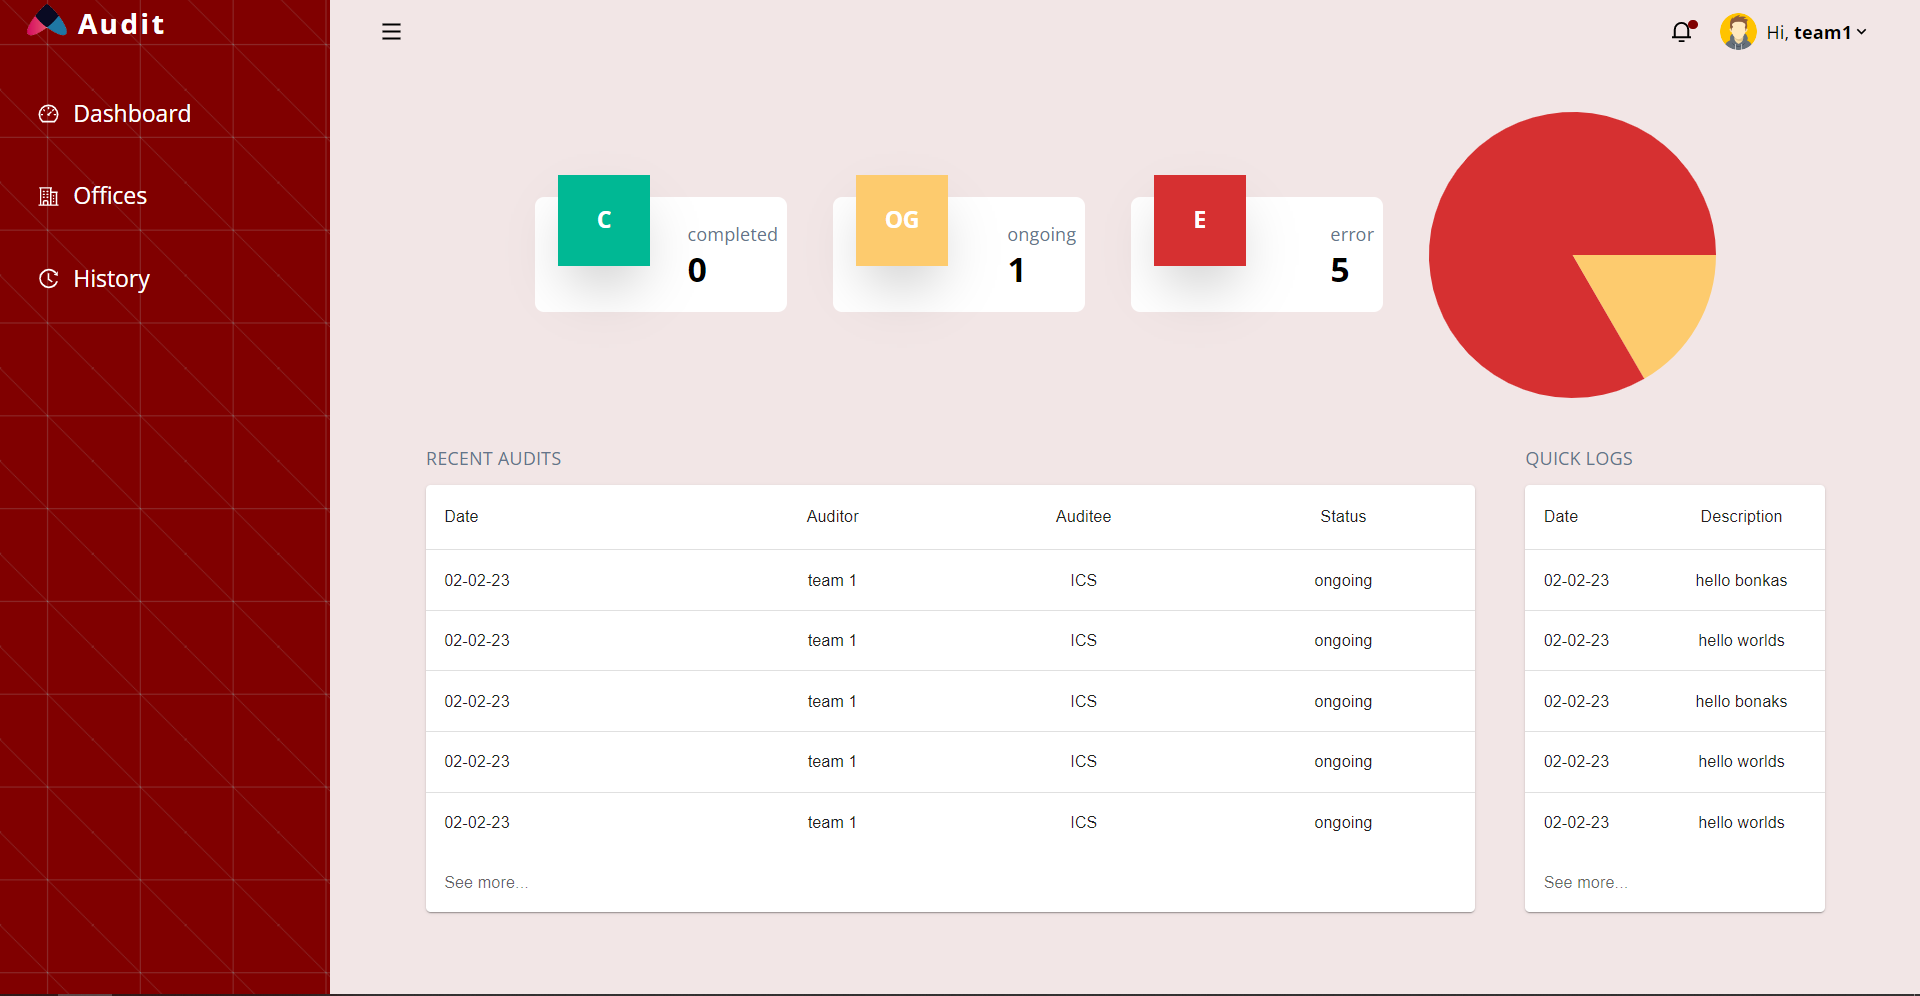 Audit
Hi, team1
Dashboard
Offices
History
C
completed
0
OG
ongoing
1
E
error
5
RECENT AUDITS
Date Auditor Auditee Status
02-02-23 team 1 ICS ongoing
02-02-23 team 1 ICS ongoing
02-02-23 team 1 ICS ongoing
02-02-23 team 1 ICS ongoing
02-02-23 team 1 ICS ongoing
See more...
QUICK LOGS
Date Description
02-02-23 hello bonkas
02-02-23 hello worlds
02-02-23 hello bonaks
02-02-23 hello worlds
02-02-23 hello worlds
See more...